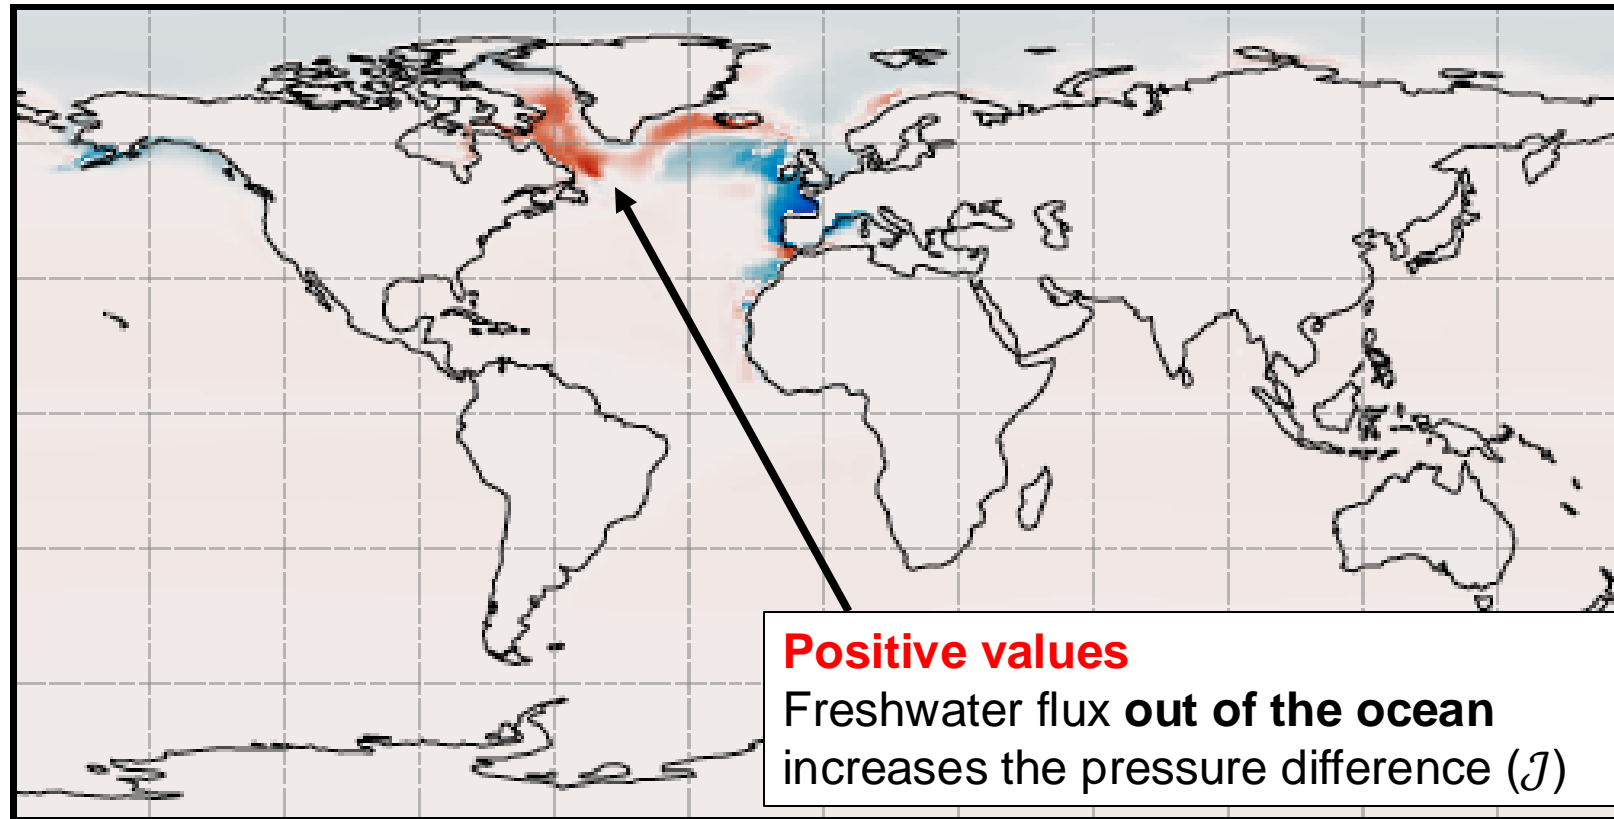 Positive values
Freshwater flux out of the ocean
increases the pressure difference (𝒥)